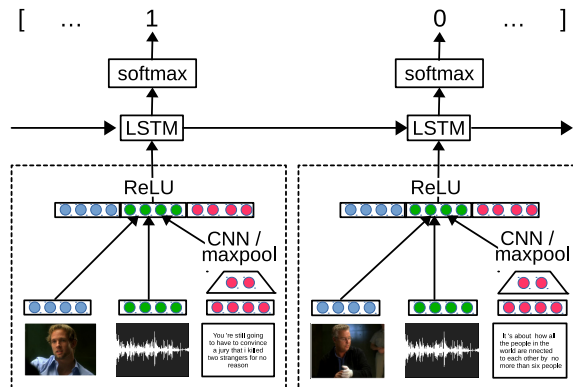 [ ... 1 0 ... ]
softmax softmax
LSTM LSTM
ReLU ReLU
CNN / CNN /
maxpool maxpool
You 're still going
to have to convince
a jury that i killed
two strangers for no
reason
It 's about how all
the people in the
world are nnected
to each other by no
more than six people